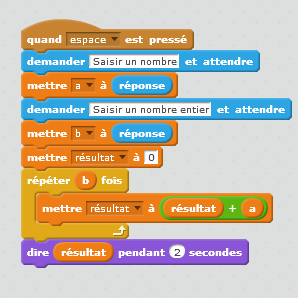 quand espace est pressé
demander Saisir un nombre et attendre
mettre a à réponse
demander Saisir un nombre entier et attendre
mettre b à réponse
mettre résultat à 0
répéter b fois
mettre résultat à résultat + a
dire résultat pendant 2 secondes